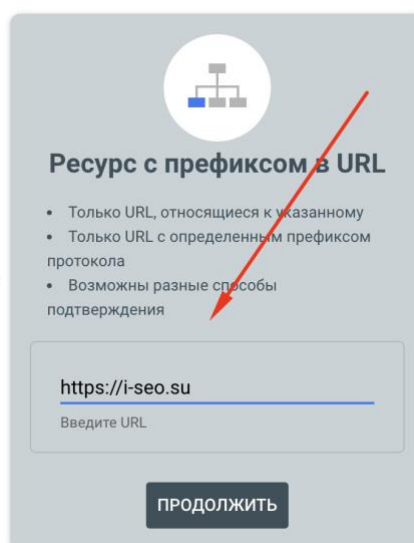 Ресурс с префиксом в URL
• Только URL, относящиеся к указанному
• Только URL с определенным префиксом
протокола
• Возможны разные способы
подтверждения
https://i-seo.su
Введите URL
ПРОДОЛЖИТЬ